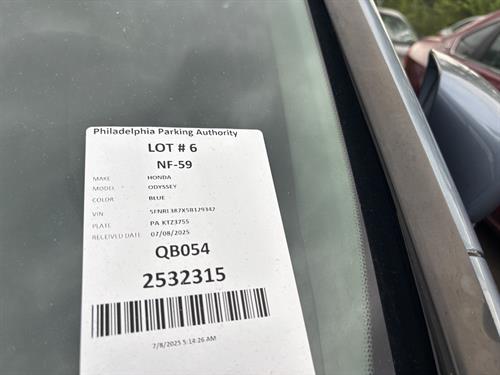 Philadelphia Parking Authority
LOT # 6
NF-59
MAKE HONDA
MODEL ODYSSEY
COLOR BLUE
VIN 5FNRL3R7X5B129342
PLATE PA KTZ3755
RECEIVED DATE 07/08/2025
QB054
2532315
7/8/2025 5:14:26 AM